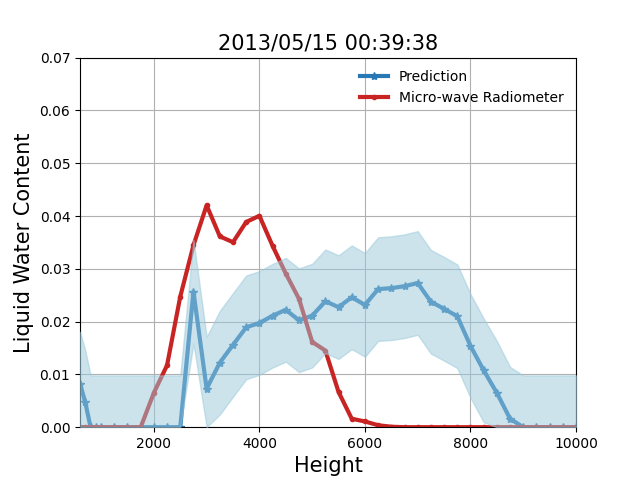 2013/05/15 00:39:38
Prediction
Micro-wave Radiometer
Liquid Water Content
0.07
0.06
0.05
0.04
0.03
0.02
0.01
0.00
2000 4000 6000 8000 10000
Height